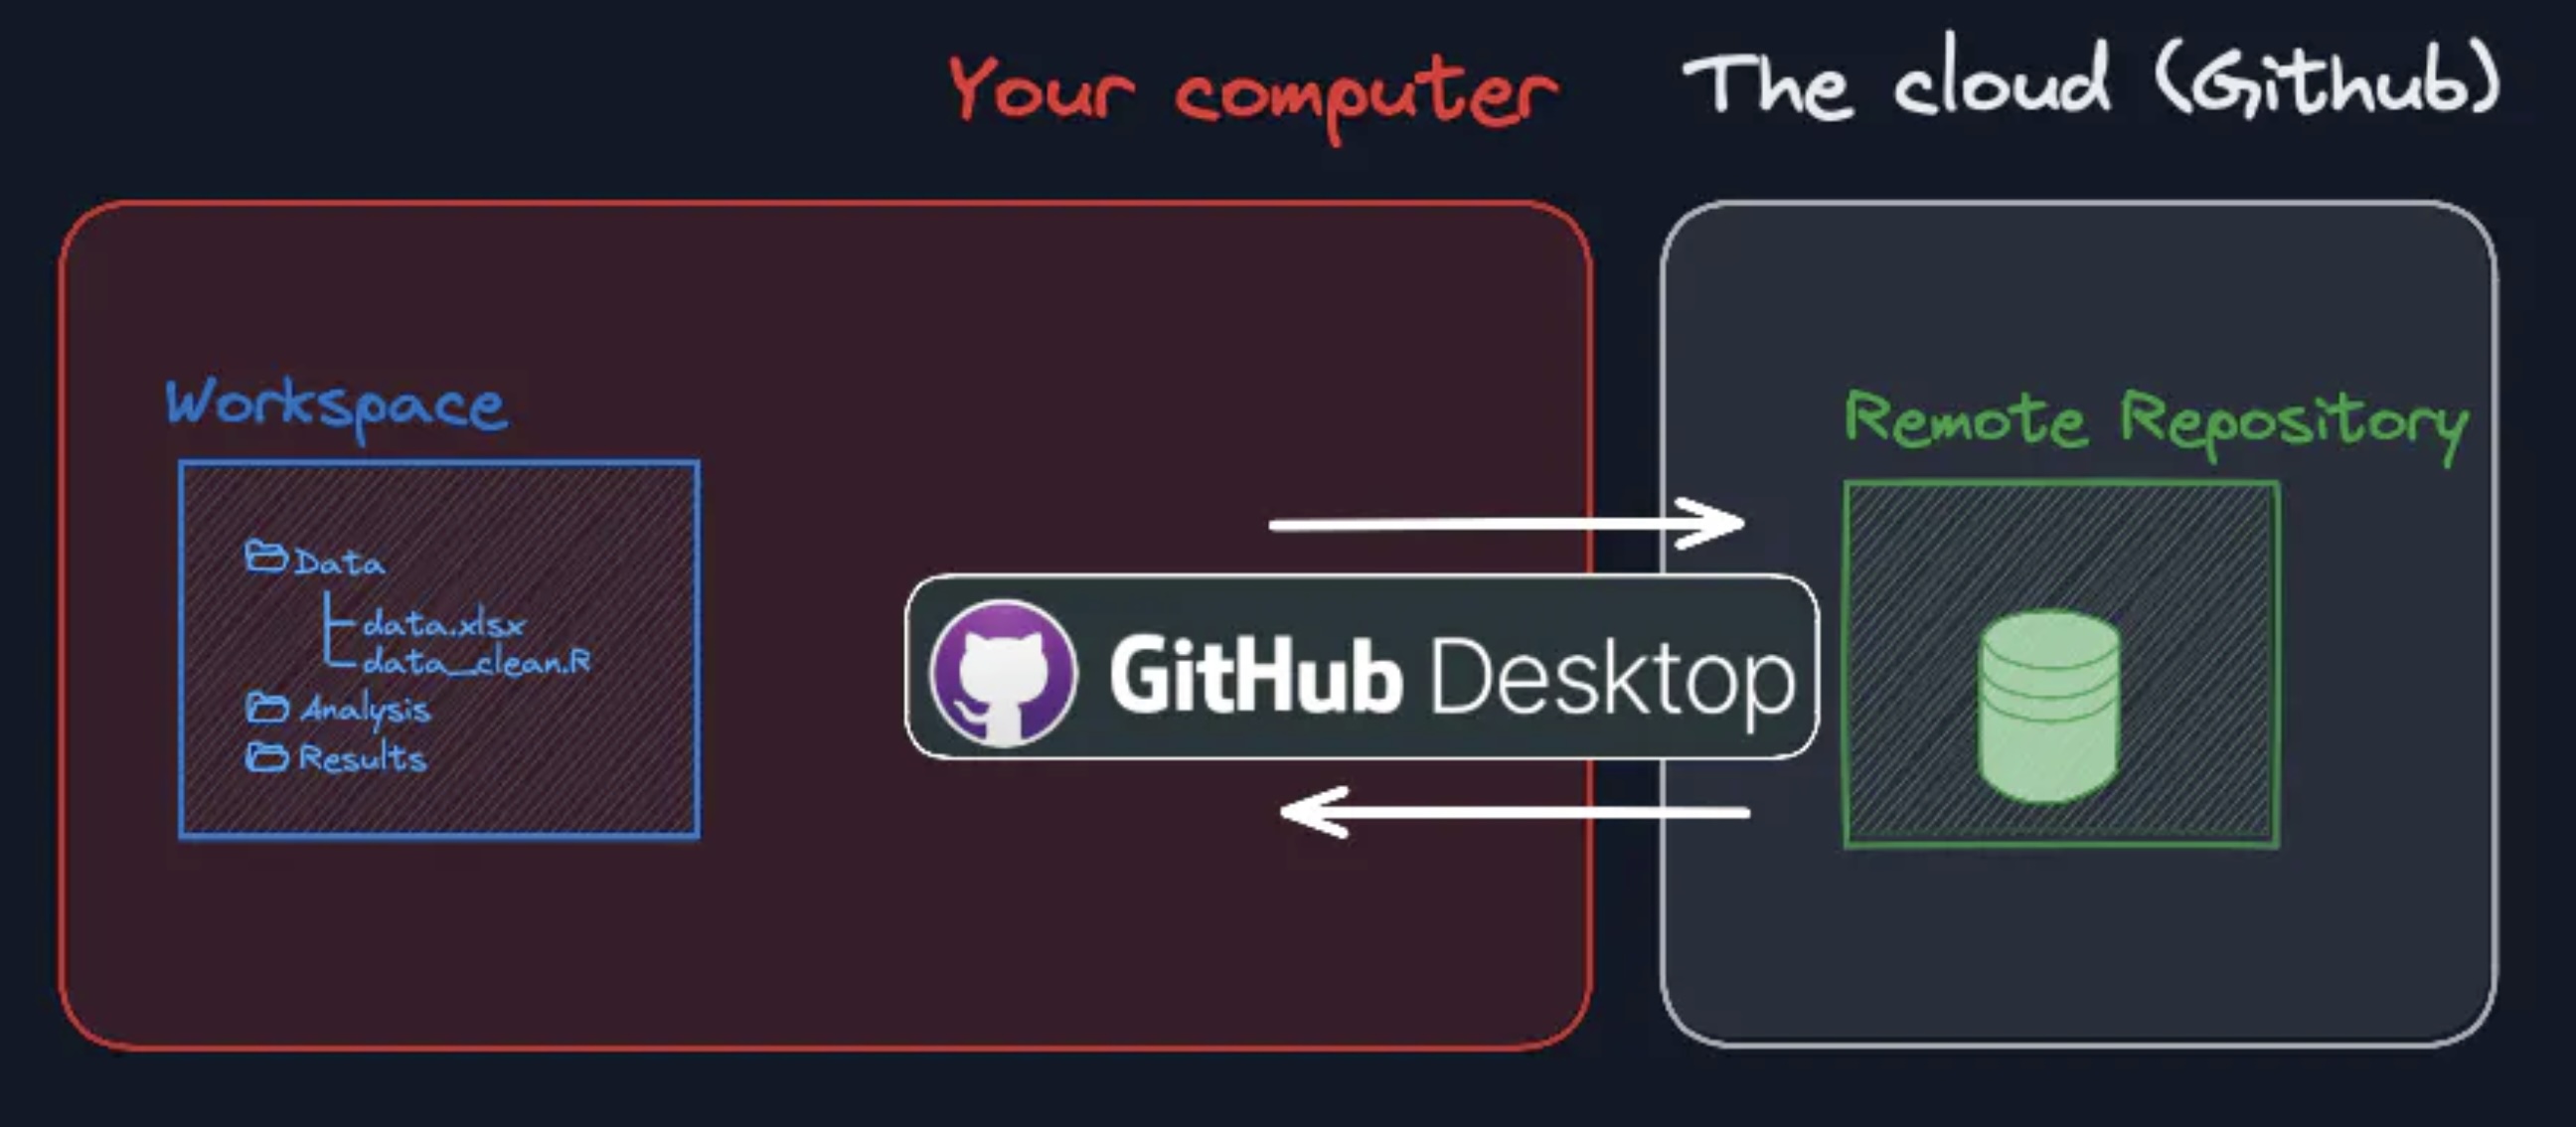 Your computer
The cloud (Github)
Workspace
Data
data.xlsx
data_clean.R
Analysis
Results
GitHub Desktop
Remote Repository